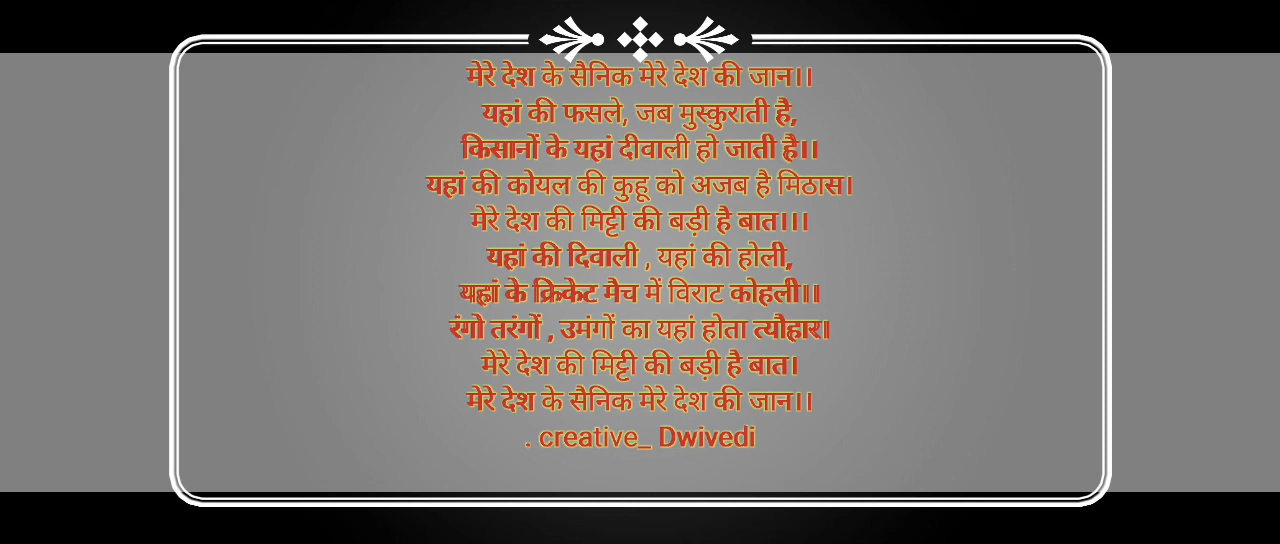 मेरे देश के सैनिक मेरे देश की जान।।
यहां की फसले, जब मुस्कुराती है,
किसानों के यहां दीवाली हो जाती है।।
यहां की कोयल की कुहू को अजब है मिठास।
मेरे देश की मिट्टी की बड़ी है बात।।।
यहां की दिवाली , यहां की होली,
यहां के क्रिकेट मैच में विराट कोहली।।
रंगो तरंगों , उमंगों का यहां होता त्यौहार।
मेरे देश की मिट्टी की बड़ी है बात।
मेरे देश के सैनिक मेरे देश की जान।।
. creative_ Dwivedi